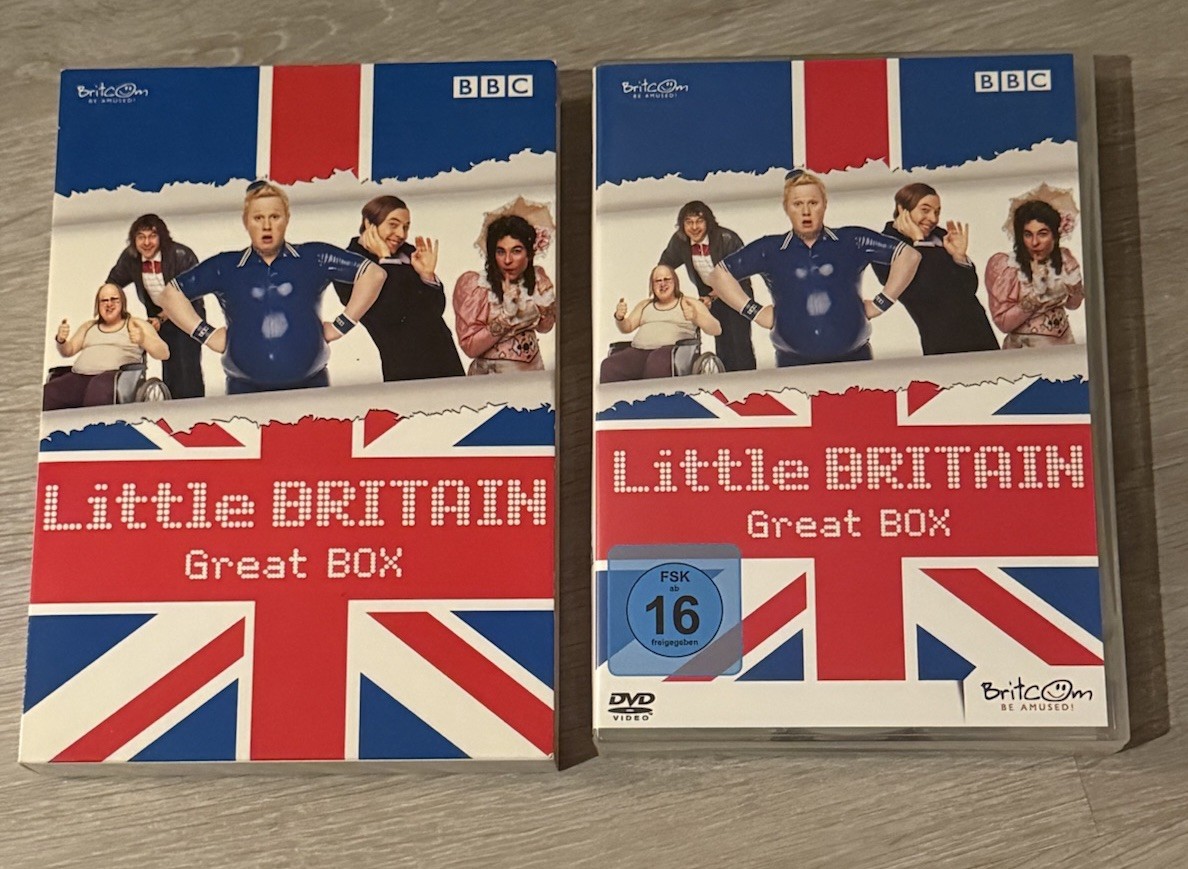 Britcom
BE AMUSED!
BBC
Little BRITAIN
Great BOX
Britcom
BE AMUSED!
BBC
Little BRITAIN
Great BOX
FSK
ab
16
freigegeben
DVD
VIDEO
Britcom
BE AMUSED!